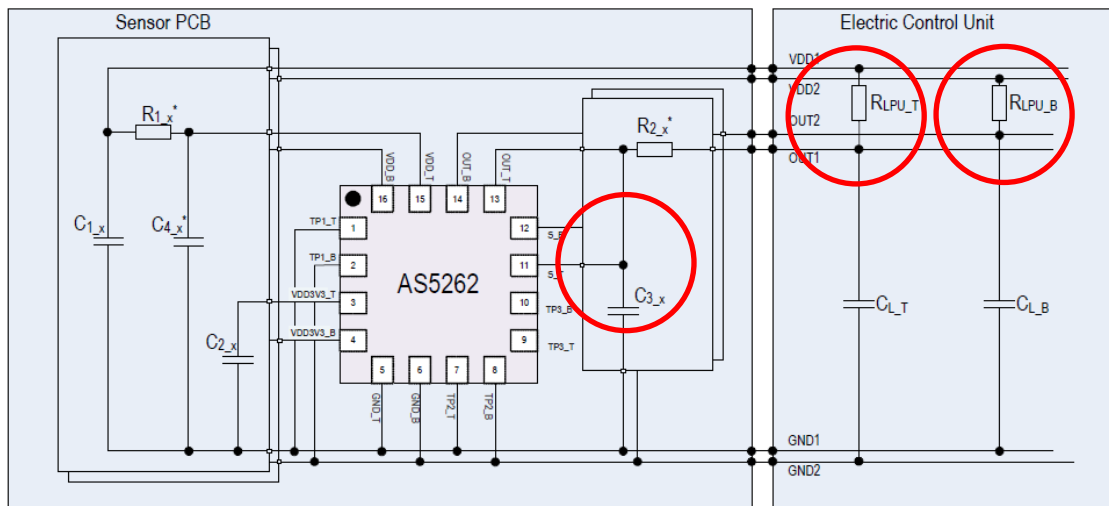 Sensor PCB
Electric Control Unit
VDD1
VDD2
RLPU_T
RLPU_B
OUT2
OUT1
R1_x*
R2_x*
VDD_B
VDD_T
OUT_B
OUT_T
16
15
14
13
C1_x
C4_x*
TP1_T
1
TP1_B
2
VDD3V3_T
3
VDD3V3_B
4
AS5262
12
11
S_T
10
TP3_B
9
TP3_T
C3_x
C2_x
CL_T
CL_B
5
6
7
8
GND_T
GND_B
TP2_T
TP2_B
GND1
GND2